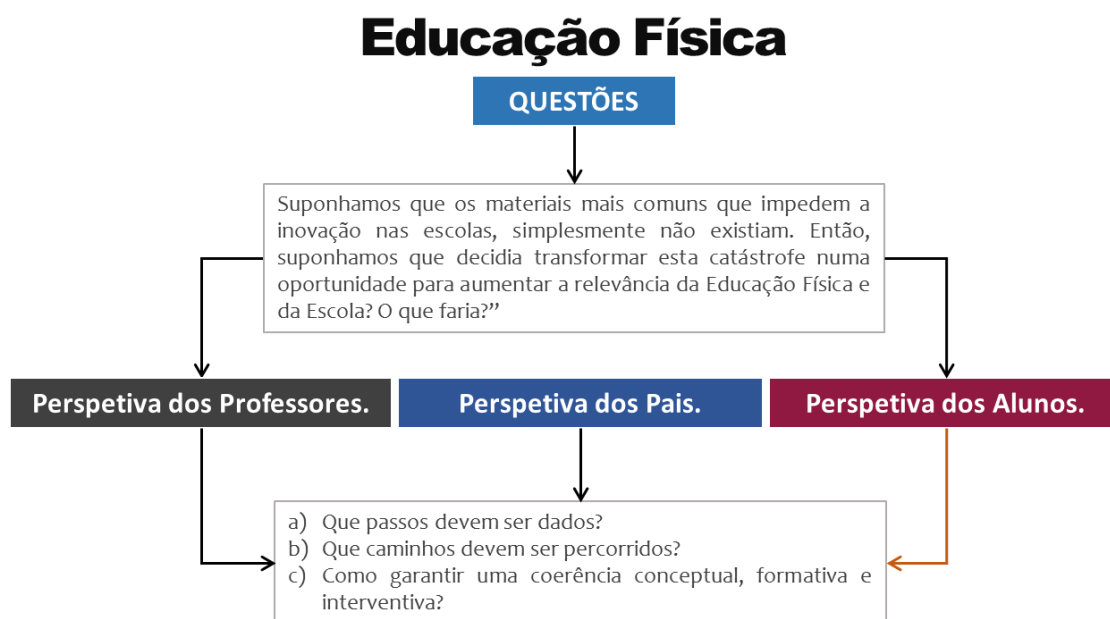 Educação Física
QUESTÕES
Suponhamos que os materiais mais comuns que impedem a
inovação nas escolas, simplesmente não existiam. Então,
suponhamos que decidia transformar esta catástrofe numa
oportunidade para aumentar a relevância da Educação Física e
da Escola? O que faria?”
Perspetiva dos Professores.
Perspetiva dos Pais.
Perspetiva dos Alunos.
a) Que passos devem ser dados?
b) Que caminhos devem ser percorridos?
c) Como garantir uma coerência conceptual, formativa e
interventiva?